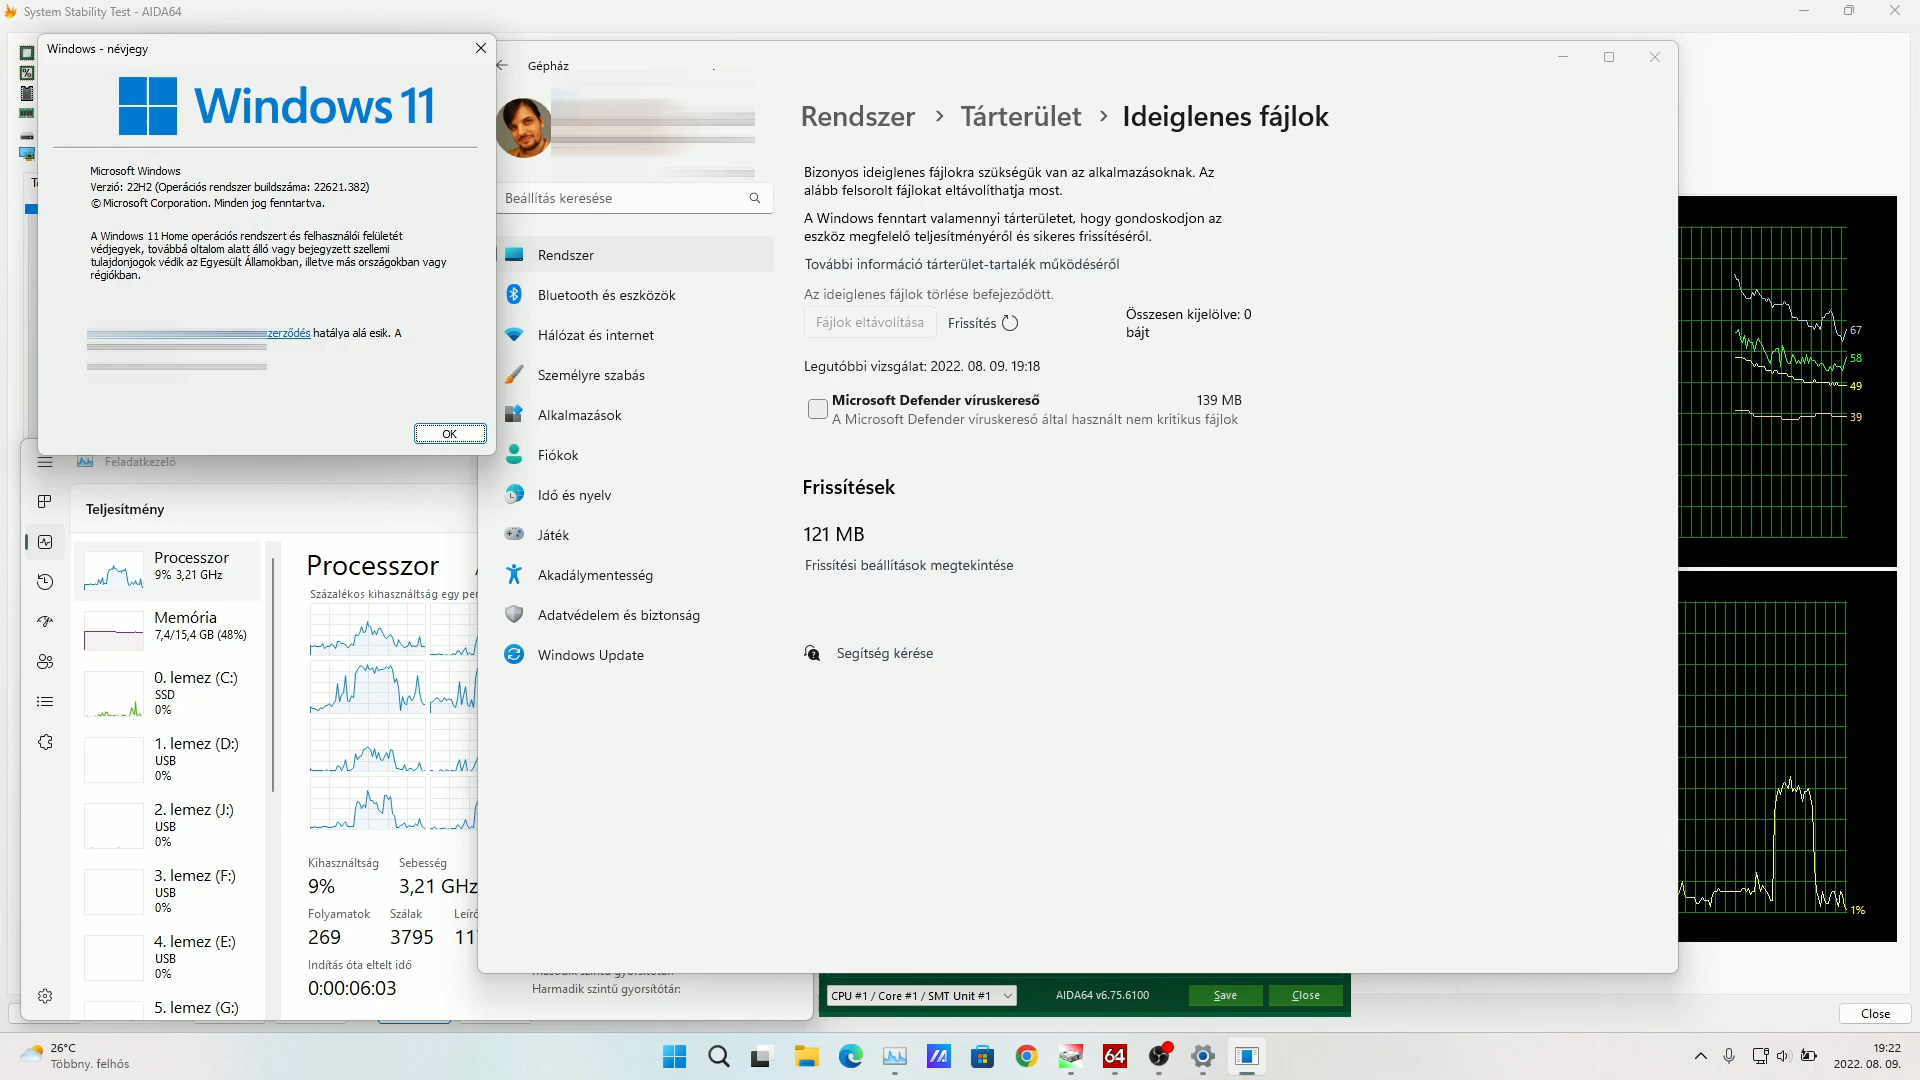 System Stability Test - AIDA64
Windows - névjegy
Windows 11
Microsoft Windows
Verzió: 22H2 (Operációs rendszer buildszáma: 22621.382)
© Microsoft Corporation. Minden jog fenntartva.
A Windows 11 Home operációs rendszert és felhasználói felületét
védjegyek, továbbá oltalom alatt álló vagy bejegyzett szellemi
tulajdonjogok védik az Egyesült Államokban, illetve más országokban vagy
régiókban.
zerződés hatálya alá esik. A
OK
Gépház
Beállítás keresése
Rendszer
Bluetooth és eszközök
Hálózat és internet
Személyre szabás
Alkalmazások
Fiókok
Idő és nyelv
Játék
Akadálymentesség
Adatvédelem és biztonság
Windows Update
Rendszer > Tárterület > Ideiglenes fájlok
Bizonyos ideiglenes fájlokra szükségük van az alkalmazásoknak. Az
alább felsorolt fájlokat eltávolíthatja most.
A Windows fenntart valamennyi tárterületet, hogy gondoskodjon az
eszköz megfelelő teljesítményéről és sikeres frissítéséről.
További információ tárterület-tartalék működéséről
Az ideiglenes fájlok törlése befejeződött.
Fájlok eltávolítása
Frissítés
Összesen kijelölve: 0
bájt
Legutóbbi vizsgálat: 2022. 08. 09. 19:18
Microsoft Defender víruskereső
139 MB
A Microsoft Defender víruskereső által használt nem kritikus fájlok
Frissítések
121 MB
Frissítési beállítások megtekintése
Segítség kérése
67
58
49
39
1%
Feladatkezelő
Teljesítmény
Processzor
9% 3,21 GHz
Memória
7,4/15,4 GB (48%)
0. lemez (C:)
SSD
0%
1. lemez (D:)
USB
0%
2. lemez (J:)
USB
0%
3. lemez (F:)
USB
0%
4. lemez (E:)
USB
0%
5. lemez (G:)
Processzor
Százalékos kihasználtság egy
Kihasználtság
Sebesség
9%
3,21 GHz
Folyamatok
Szálak
269
3795
Indítás óta eltelt idő
0:00:06:03
Harmadik szintű gyorsítótár:
CPU #1 / Core #1 / SMT Unit #1
AIDA64 v6.75.6100
Save
Close
Close
26°C
Többny. felhős
64
19:22
2022. 08. 09.